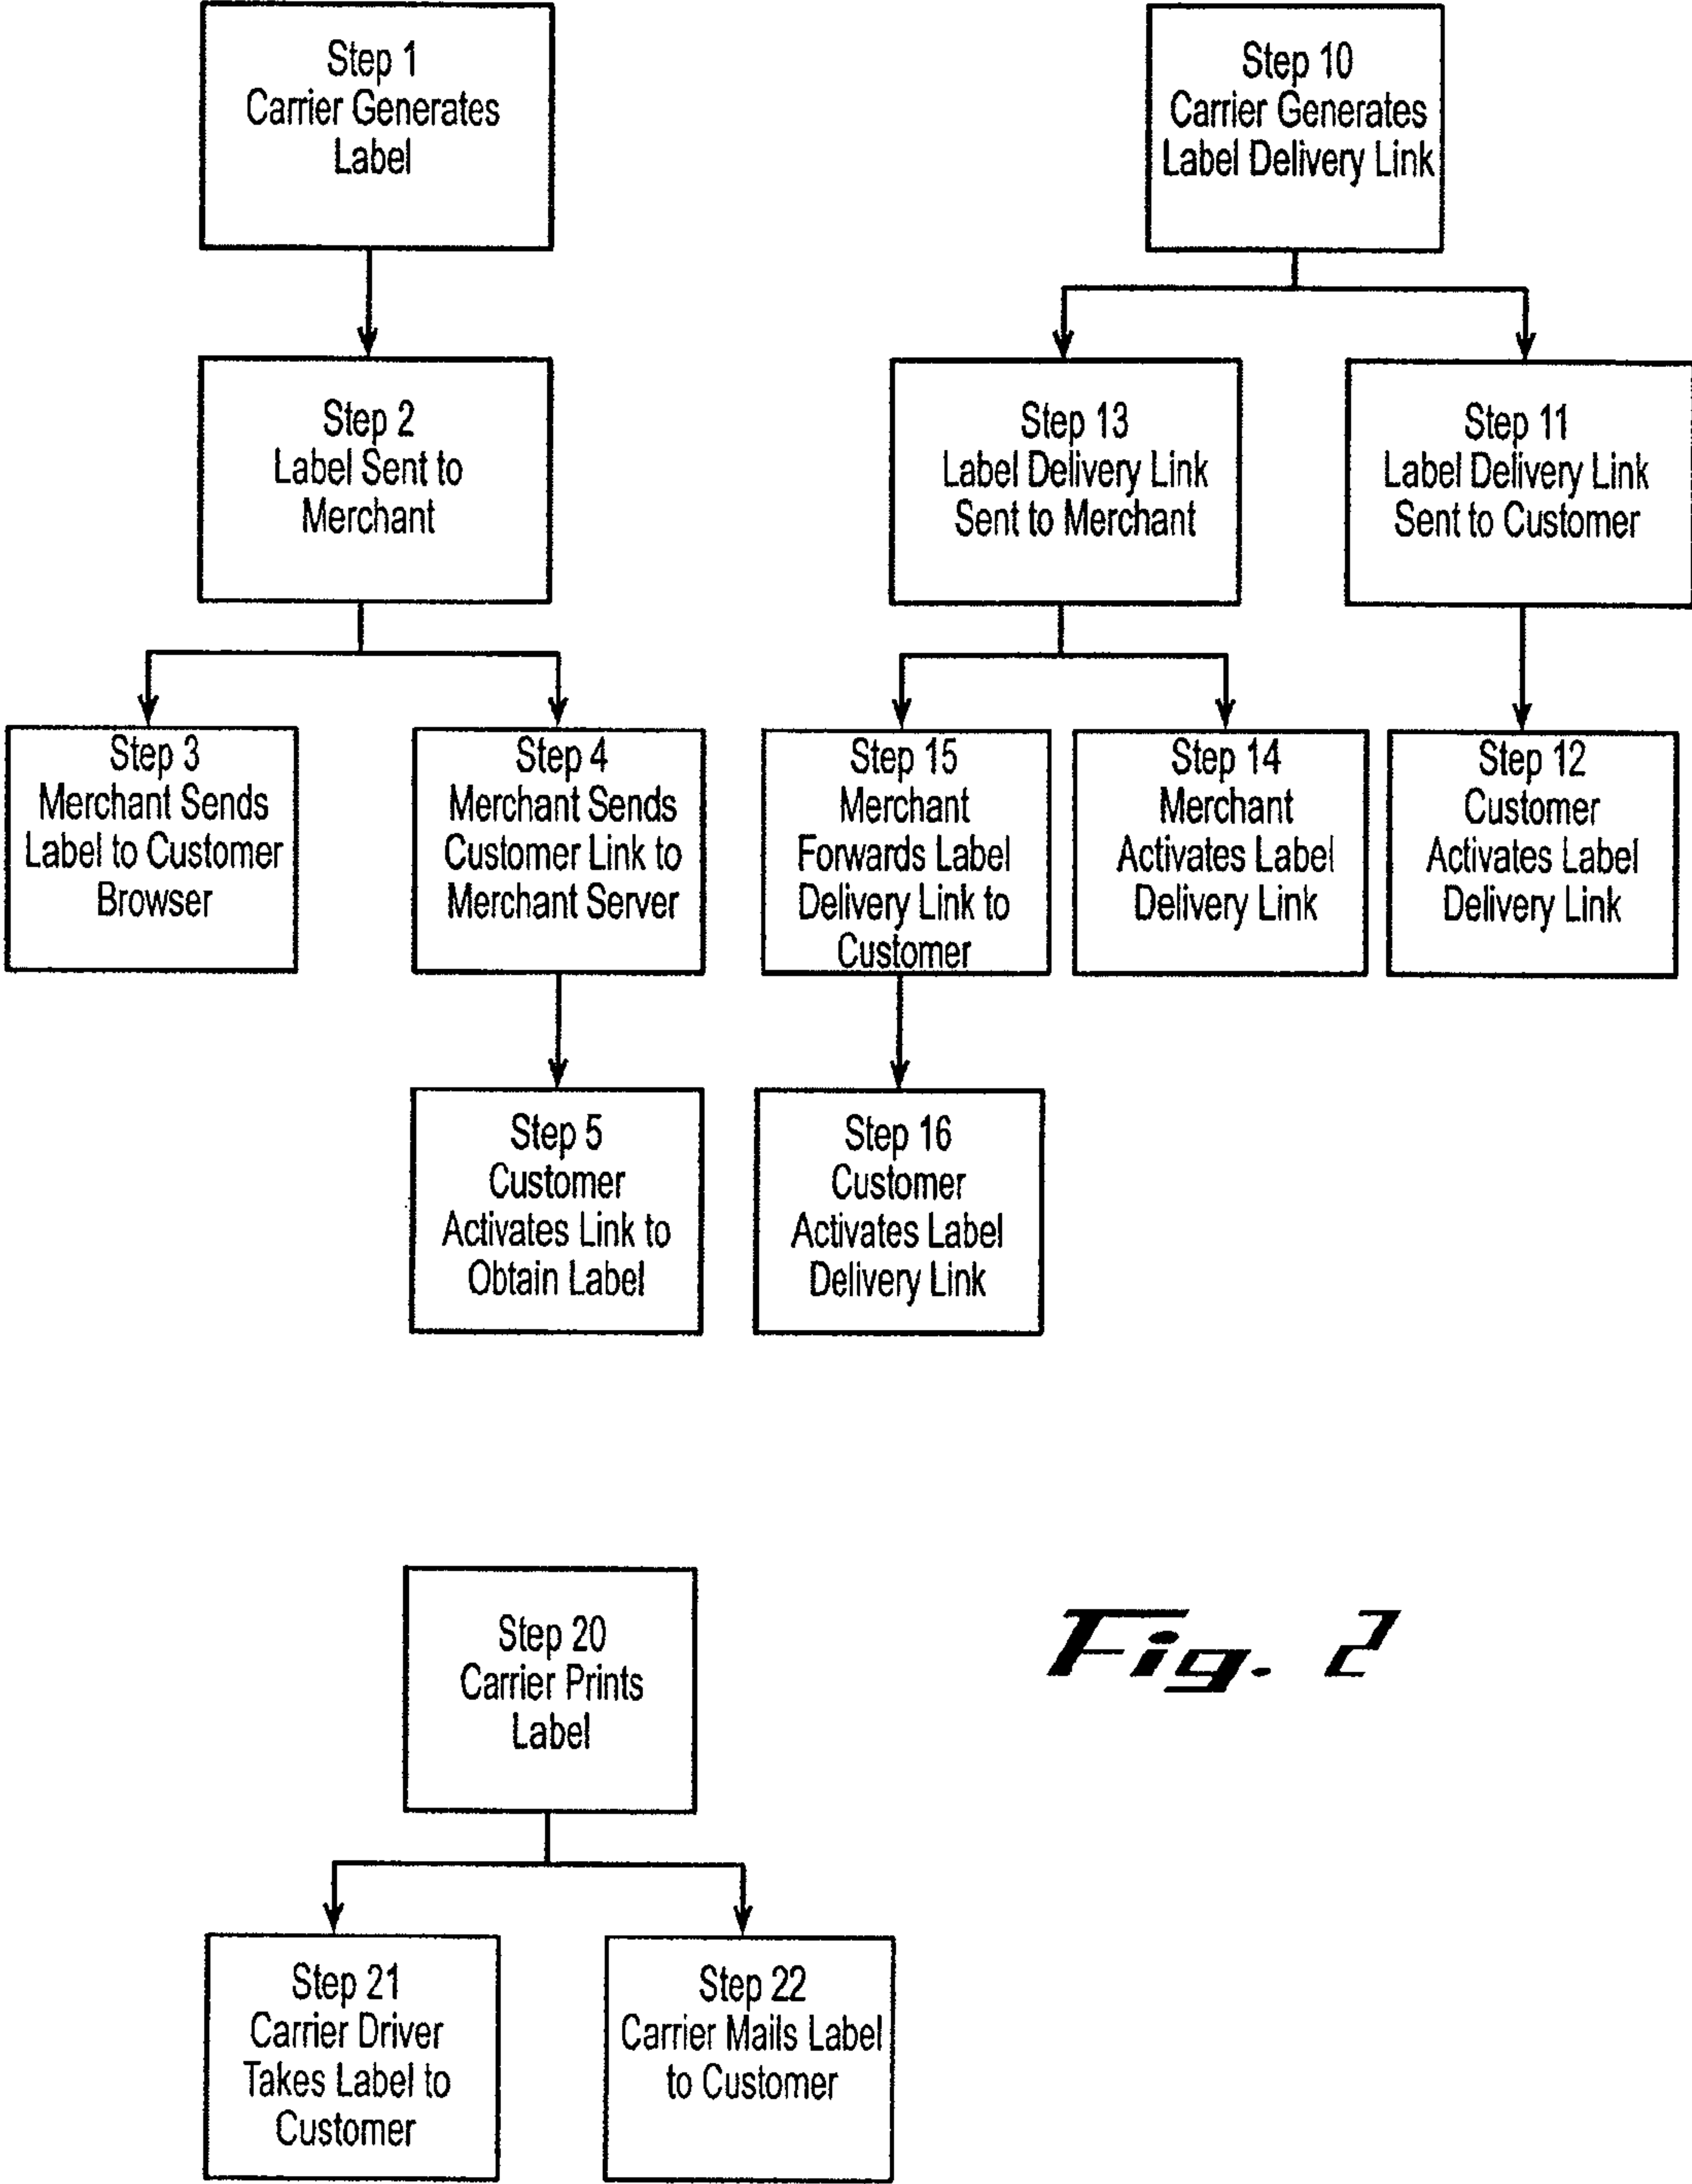 Step 1
Carrier Generates
Label
Step 10
Carrier Generates
Label Delivery Link
Step 2
Label Sent to
Merchant
Step 13
Label Delivery Link
Sent to Merchant
Step 11
Label Delivery Link
Sent to Customer
Step 3
Merchant Sends
Label to Customer
Browser
Step 4
Merchant Sends
Customer Link to
Merchant Server
Step 15
Merchant
Forwards Label
Delivery Link to
Customer
Step 14
Merchant
Activates Label
Delivery Link
Step 12
Customer
Activates Label
Delivery Link
Step 5
Customer
Activates Link to
Obtain Label
Step 16
Customer
Activates Label
Delivery Link
Step 20
Carrier Prints
Label
Fig. 2
Step 21
Carrier Driver
Takes Label to
Customer
Step 22
Carrier Mails Label
to Customer